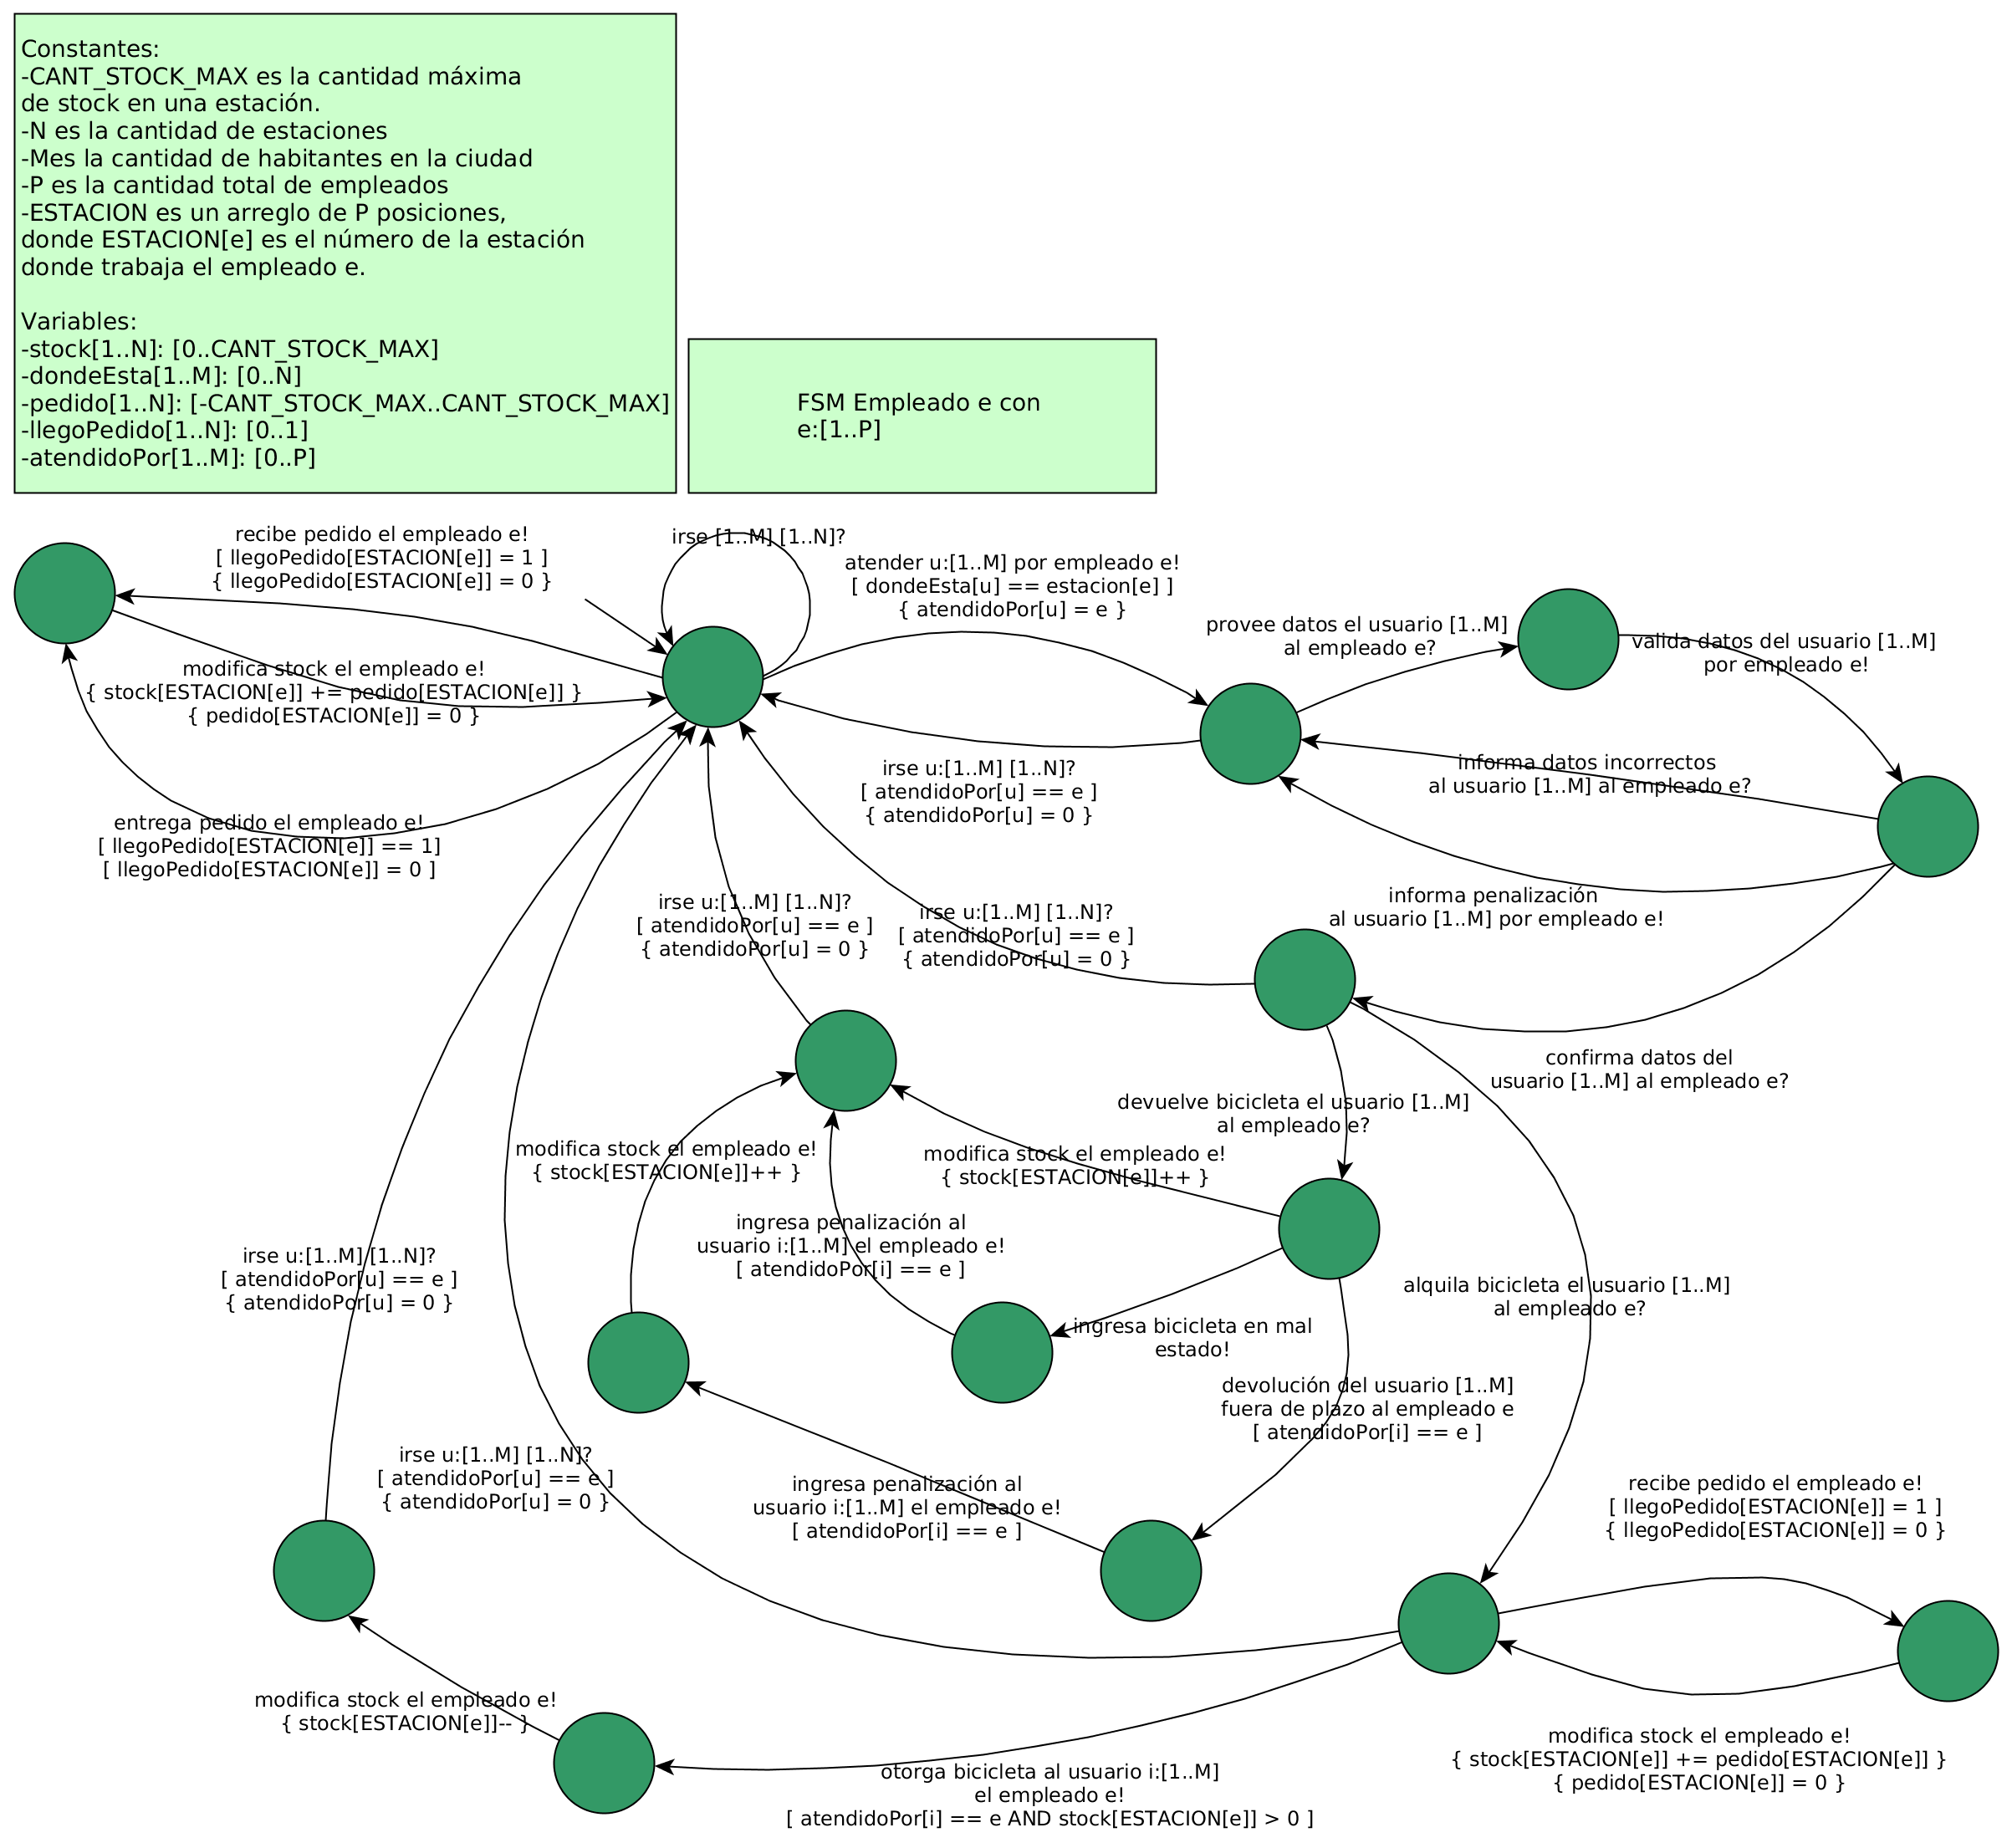 Constantes:
-CANT_STOCK_MAX es la cantidad máxima
de stock en una estación.
-N es la cantidad de estaciones
-Mes la cantidad de habitantes en la ciudad
-P es la cantidad total de empleados
-ESTACION es un arreglo de P posiciones,
donde ESTACION[e] es el número de la estación
donde trabaja el empleado e.
Variables:
-stock[1..N]: [0..CANT_STOCK_MAX]
-dondeEsta[1..M]: [0..N]
-pedido[1..N]: [-CANT_STOCK_MAX..CANT_STOCK_MAX]
-llegoPedido[1..N]: [0..1]
-atendidoPor[1..M]: [0..P]
FSM Empleado e con
e:[1..P]
recibe pedido el empleado e!
[ llegoPedido[ESTACION[e]] = 1 ]
{ llegoPedido[ESTACION[e]] = 0 }
irse [1..M] [1..N]?
atender u:[1..M] por empleado e!
[ dondeEsta[u] == estacion[e] ]
{ atendidoPor[u] = e }
provee datos el usuario [1..M]
al empleado e?
valida datos del usuario [1..M]
por empleado e!
modifica stock el empleado e!
{ stock[ESTACION[e]] += pedido[ESTACION[e]] }
{ pedido[ESTACION[e]] = 0 }
irse u:[1..M] [1..N]?
[ atendidoPor[u] == e ]
{ atendidoPor[u] = 0 }
informa datos incorrectos
al usuario [1..M] al empleado e?
entrega pedido el empleado e!
[ llegoPedido[ESTACION[e]] == 1]
[ llegoPedido[ESTACION[e]] = 0 ]
irse u:[1..M] [1..N]?
[ atendidoPor[u] == e ]
{ atendidoPor[u] = 0 }
irse u:[1..M] [1..N]?
[ atendidoPor[u] == e ]
{ atendidoPor[u] = 0 }
informa penalización
al usuario [1..M] por empleado e!
confirma datos del
usuario [1..M] al empleado e?
devuelve bicicleta el usuario [1..M]
al empleado e?
modifica stock el empleado e!
{ stock[ESTACION[e]]++ }
modifica stock el empleado e!
{ stock[ESTACION[e]]++ }
ingresa penalización al
usuario i:[1..M] el empleado e!
[ atendidoPor[i] == e ]
irse u:[1..M] [1..N]?
[ atendidoPor[u] == e ]
{ atendidoPor[u] = 0 }
alquila bicicleta el usuario [1..M]
al empleado e?
ingresa bicicleta en mal
estado!
devolución del usuario [1..M]
fuera de plazo al empleado e
[ atendidoPor[i] == e ]
irse u:[1..M] [1..N]?
[ atendidoPor[u] == e ]
{ atendidoPor[u] = 0 }
ingresa penalización al
usuario i:[1..M] el empleado e!
[ atendidoPor[i] == e ]
recibe pedido el empleado e!
[ llegoPedido[ESTACION[e]] = 1 ]
{ llegoPedido[ESTACION[e]] = 0 }
modifica stock el empleado e!
{ stock[ESTACION[e]]-- }
modifica stock el empleado e!
{ stock[ESTACION[e]] += pedido[ESTACION[e]] }
{ pedido[ESTACION[e]] = 0 }
otorga bicicleta al usuario i:[1..M]
el empleado e!
[ atendidoPor[i] == e AND stock[ESTACION[e]] > 0 ]